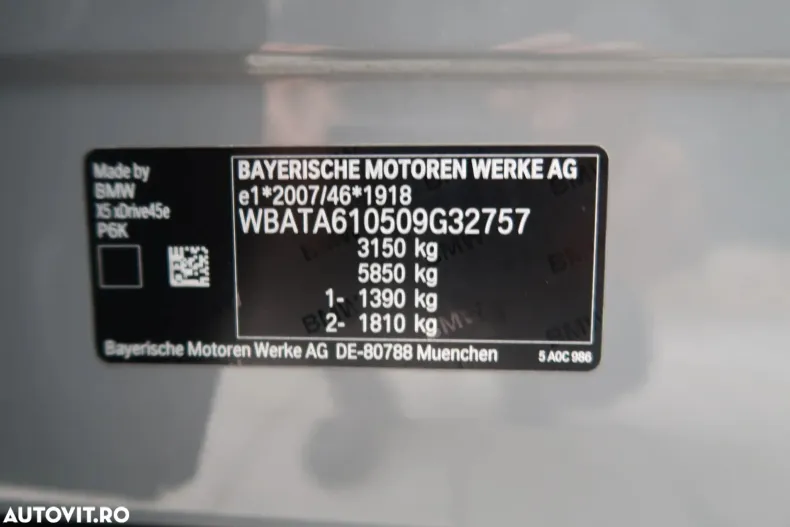 Made by
BMW
X5 xDrive45e
P6K
BAYERISCHE MOTOREN WERKE AG
e1*2007/46*1918
WBATA610509G32757
3150 kg
5850 kg
1- 1390 kg
2- 1810 kg
Bayerische Motoren Werke AG DE-80788 Muenchen
5 A0C 986
AUTOVIT.RO